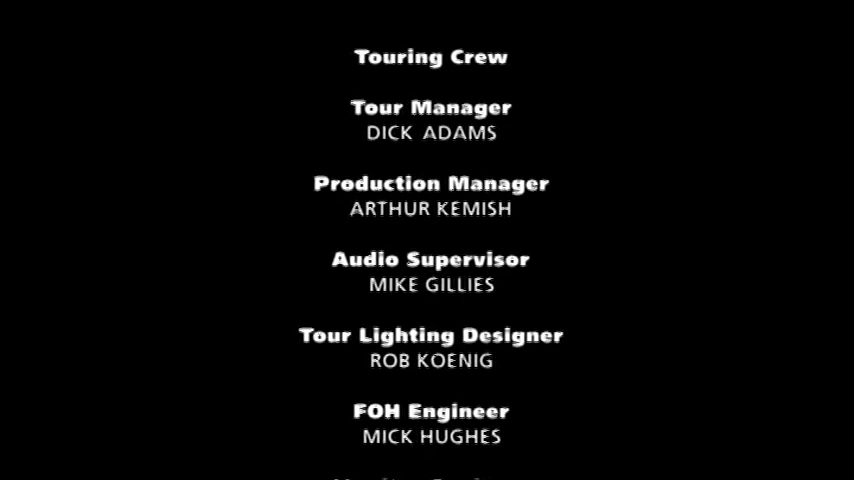 Touring Crew
Tour Manager
DICK ADAMS
Production Manager
ARTHUR KEMISH
Audio Supervisor
MIKE GILLIES
Tour Lighting Designer
ROB KOENIG
FOH Engineer
MICK HUGHES